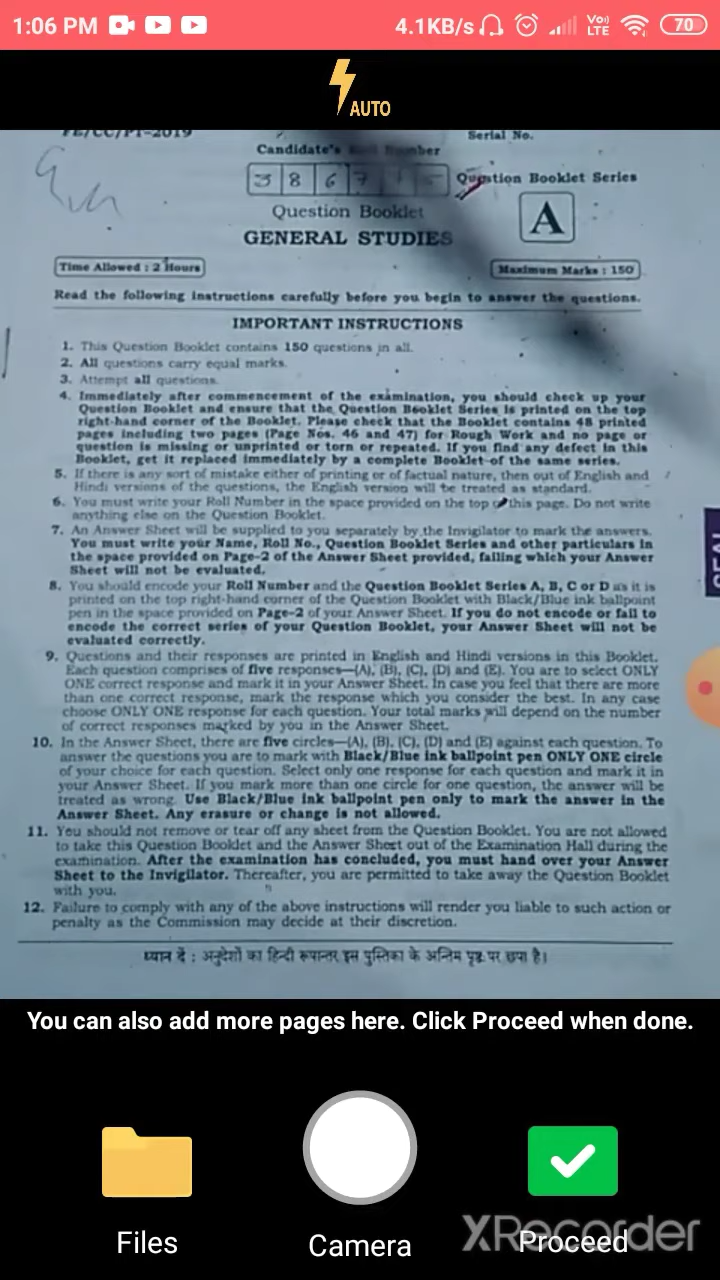 1:06 PM 4.1KB/s Vo) LTE 70
AUTO
FE/CC/PT-2019 Serial No.
Candidate's Number
3 8 6 7 Question Booklet Series
Question Booklet A
GENERAL STUDIES
Time Allowed : 2 Hours Maximum Marks : 150
Read the following instructions carefully before you begin to answer the questions.
IMPORTANT INSTRUCTIONS
1. This Question Booklet contains 150 questions in all.
2. All questions carry equal marks.
3. Attempt all questions.
4. Immediately after commencement of the examination, you should check up your
Question Booklet and ensure that the Question Booklet Series is printed on the top
right-hand corner of the Booklet. Please check that the Booklet contains 48 printed
pages including two pages (Page Nos. 46 and 47) for Rough Work and no page or
question is missing or unprinted or torn or repeated. If you find any defect in this
Booklet, get it replaced immediately by a complete Booklet of the same series.
5. If there is any sort of mistake either of printing or of factual nature, then out of English and
Hindi versions of the questions, the English version will be treated as standard.
6. You must write your Roll Number in the space provided on the top of this page. Do not write
anything else on the Question Booklet.
7. An Answer Sheet will be supplied to you separately by the Invigilator to mark the answers.
You must write your Name, Roll No., Question Booklet Series and other particulars in
the space provided on Page-2 of the Answer Sheet provided, failing which your Answer
Sheet will not be evaluated.
8. You should encode your Roll Number and the Question Booklet Series A, B, C or D as it is
printed on the top right-hand corner of the Question Booklet with Black/Blue ink ballpoint
pen in the space provided on Page-2 of your Answer Sheet. If you do not encode or fail to
encode the correct series of your Question Booklet, your Answer Sheet will not be
evaluated correctly.
9. Questions and their responses are printed in English and Hindi versions in this Booklet.
Each question comprises of five responses—(A), (B), (C), (D) and (E). You are to select ONLY
ONE correct response and mark it in your Answer Sheet. In case you feel that there are more
than one correct response, mark the response which you consider the best. In any case
choose ONLY ONE response for each question. Your total marks will depend on the number
of correct responses marked by you in the Answer Sheet.
10. In the Answer Sheet, there are five circles—(A), (B), (C), (D) and (E) against each question. To
answer the questions you are to mark with Black/Blue ink ballpoint pen ONLY ONE circle
of your choice for each question. Select only one response for each question and mark it in
your Answer Sheet. If you mark more than one circle for one question, the answer will be
treated as wrong. Use Black/Blue ink ballpoint pen only to mark the answer in the
Answer Sheet. Any erasure or change is not allowed.
11. You should not remove or tear off any sheet from the Question Booklet. You are not allowed
to take this Question Booklet and the Answer Sheet out of the Examination Hall during the
examination. After the examination has concluded, you must hand over your Answer
Sheet to the Invigilator. Thereafter, you are permitted to take away the Question Booklet
with you.
12. Failure to comply with any of the above instructions will render you liable to such action or
penalty as the Commission may decide at their discretion.
ध्यान दें : अनुदेशों का हिन्दी रूपान्तर इस पुस्तिका के अन्तिम पृष्ठ पर छपा है।
You can also add more pages here. Click Proceed when done.
Files Camera Proceed
XRecorder